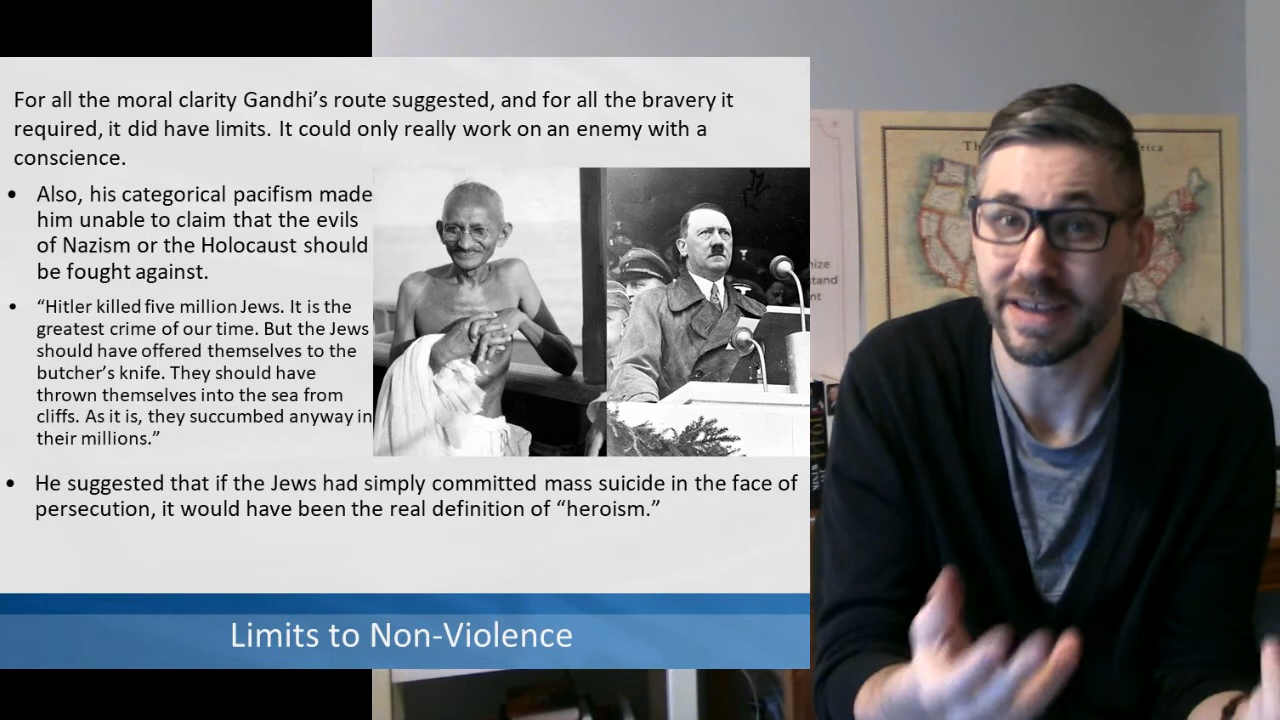 For all the moral clarity Gandhi’s route suggested, and for all the bravery it
required, it did have limits. It could only really work on an enemy with a
conscience.
• Also, his categorical pacifism made
him unable to claim that the evils
of Nazism or the Holocaust should
be fought against.
• “Hitler killed five million Jews. It is the
greatest crime of our time. But the Jews
should have offered themselves to the
butcher’s knife. They should have
thrown themselves into the sea from
cliffs. As it is, they succumbed anyway in
their millions.”
• He suggested that if the Jews had simply committed mass suicide in the face of
persecution, it would have been the real definition of “heroism.”
Limits to Non-Violence